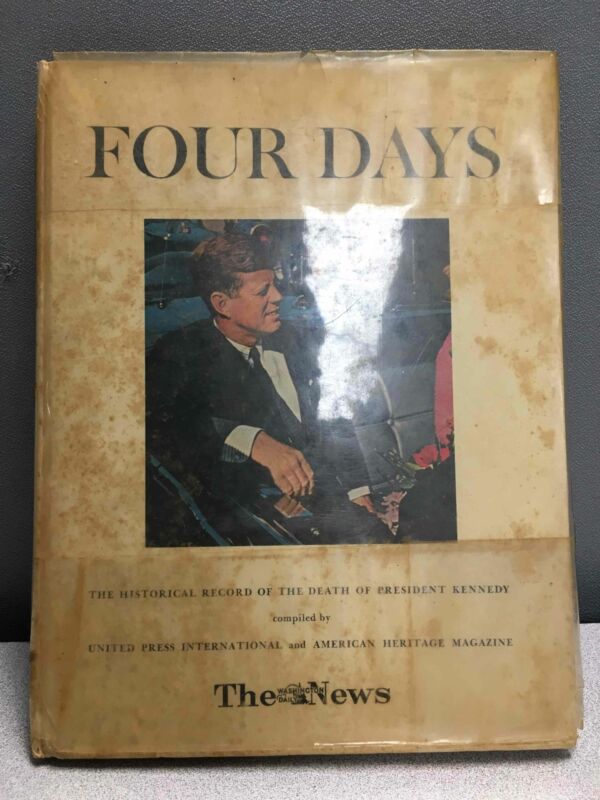 FOUR DAYS
THE HISTORICAL RECORD OF THE DEATH OF PRESIDENT KENNEDY
compiled by
UNITED PRESS INTERNATIONAL and AMERICAN HERITAGE MAGAZINE
The WASHINGTON DAILY News